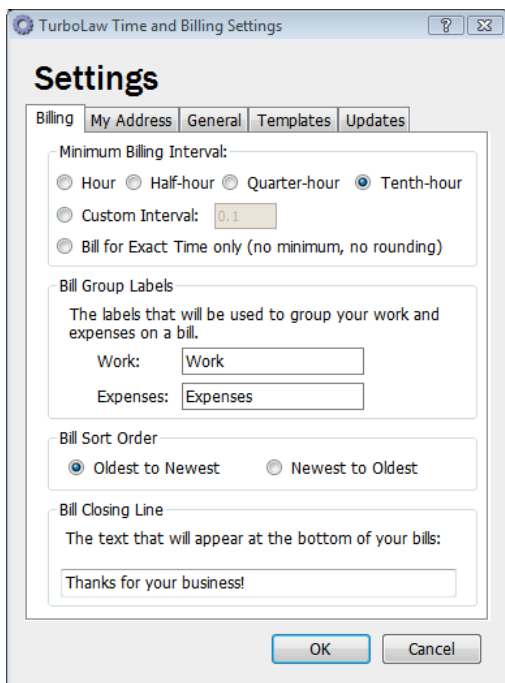 TurboLaw Time and Billing Settings
Settings
Billing My Address General Templates Updates
Minimum Billing Interval:
Hour Half-hour Quarter-hour Tenth-hour
Custom Interval: 0.1
Bill for Exact Time only (no minimum, no rounding)
Bill Group Labels
The labels that will be used to group your work and
expenses on a bill.
Work: Work
Expenses: Expenses
Bill Sort Order
Oldest to Newest Newest to Oldest
Bill Closing Line
The text that will appear at the bottom of your bills:
Thanks for your business!
OK Cancel